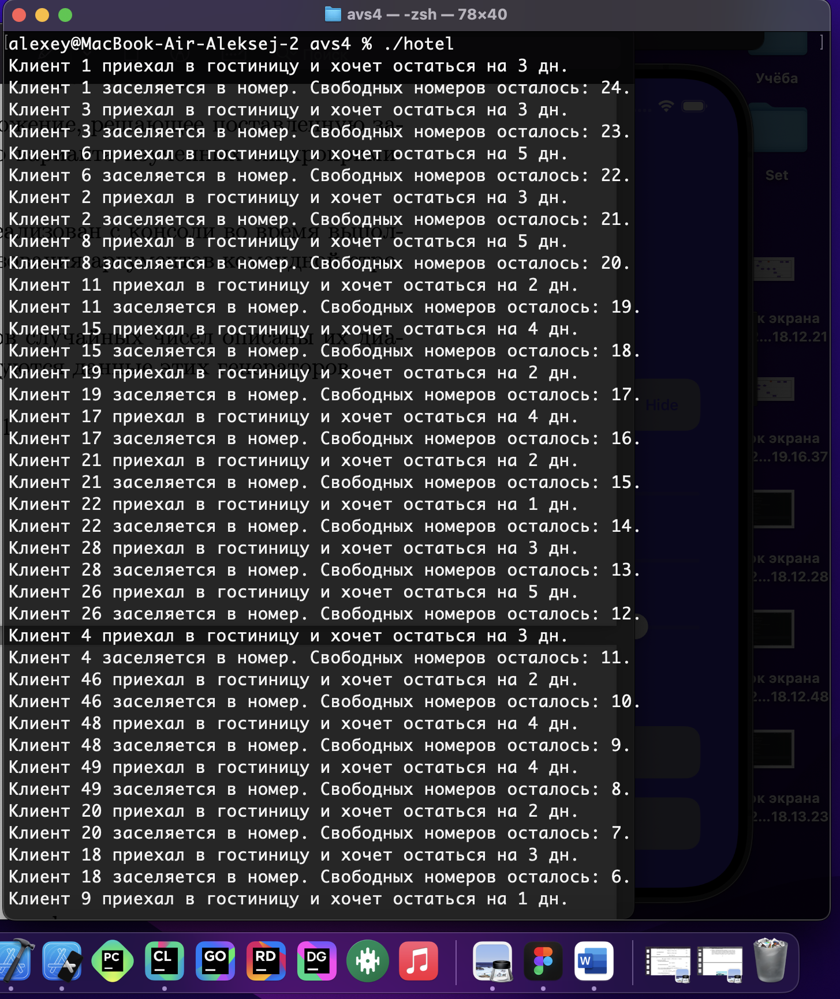 avs4 — -zsh — 78×40
alexey@MacBook-Air-Aleksej-2 avs4 % ./hotel
Клиент 1 приехал в гостиницу и хочет остаться на 3 дн.
Клиент 1 заселяется в номер. Свободных номеров осталось: 24.
Клиент 3 приехал в гостиницу и хочет остаться на 3 дн.
Клиент 3 заселяется в номер. Свободных номеров осталось: 23.
Клиент 6 приехал в гостиницу и хочет остаться на 5 дн.
Клиент 6 заселяется в номер. Свободных номеров осталось: 22.
Клиент 2 приехал в гостиницу и хочет остаться на 3 дн.
Клиент 2 заселяется в номер. Свободных номеров осталось: 21.
Клиент 8 приехал в гостиницу и хочет остаться на 5 дн.
Клиент 8 заселяется в номер. Свободных номеров осталось: 20.
Клиент 11 приехал в гостиницу и хочет остаться на 2 дн.
Клиент 11 заселяется в номер. Свободных номеров осталось: 19.
Клиент 15 приехал в гостиницу и хочет остаться на 4 дн.
Клиент 15 заселяется в номер. Свободных номеров осталось: 18.
Клиент 19 приехал в гостиницу и хочет остаться на 2 дн.
Клиент 19 заселяется в номер. Свободных номеров осталось: 17.
Клиент 17 приехал в гостиницу и хочет остаться на 4 дн.
Клиент 17 заселяется в номер. Свободных номеров осталось: 16.
Клиент 21 приехал в гостиницу и хочет остаться на 2 дн.
Клиент 21 заселяется в номер. Свободных номеров осталось: 15.
Клиент 22 приехал в гостиницу и хочет остаться на 1 дн.
Клиент 22 заселяется в номер. Свободных номеров осталось: 14.
Клиент 28 приехал в гостиницу и хочет остаться на 3 дн.
Клиент 28 заселяется в номер. Свободных номеров осталось: 13.
Клиент 26 приехал в гостиницу и хочет остаться на 5 дн.
Клиент 26 заселяется в номер. Свободных номеров осталось: 12.
Клиент 4 приехал в гостиницу и хочет остаться на 3 дн.
Клиент 4 заселяется в номер. Свободных номеров осталось: 11.
Клиент 46 приехал в гостиницу и хочет остаться на 2 дн.
Клиент 46 заселяется в номер. Свободных номеров осталось: 10.
Клиент 48 приехал в гостиницу и хочет остаться на 4 дн.
Клиент 48 заселяется в номер. Свободных номеров осталось: 9.
Клиент 49 приехал в гостиницу и хочет остаться на 4 дн.
Клиент 49 заселяется в номер. Свободных номеров осталось: 8.
Клиент 20 приехал в гостиницу и хочет остаться на 2 дн.
Клиент 20 заселяется в номер. Свободных номеров осталось: 7.
Клиент 18 приехал в гостиницу и хочет остаться на 3 дн.
Клиент 18 заселяется в номер. Свободных номеров осталось: 6.
Клиент 9 приехал в гостиницу и хочет остаться на 1 дн.
Учёба
Set
к экрана
...18.12.21
Hide
к экрана
2...19.16.37
к экрана
2...18.12.28
к экрана
2...18.12.48
к экрана
2...18.13.23
PC
CL
GO
RD
DG
W